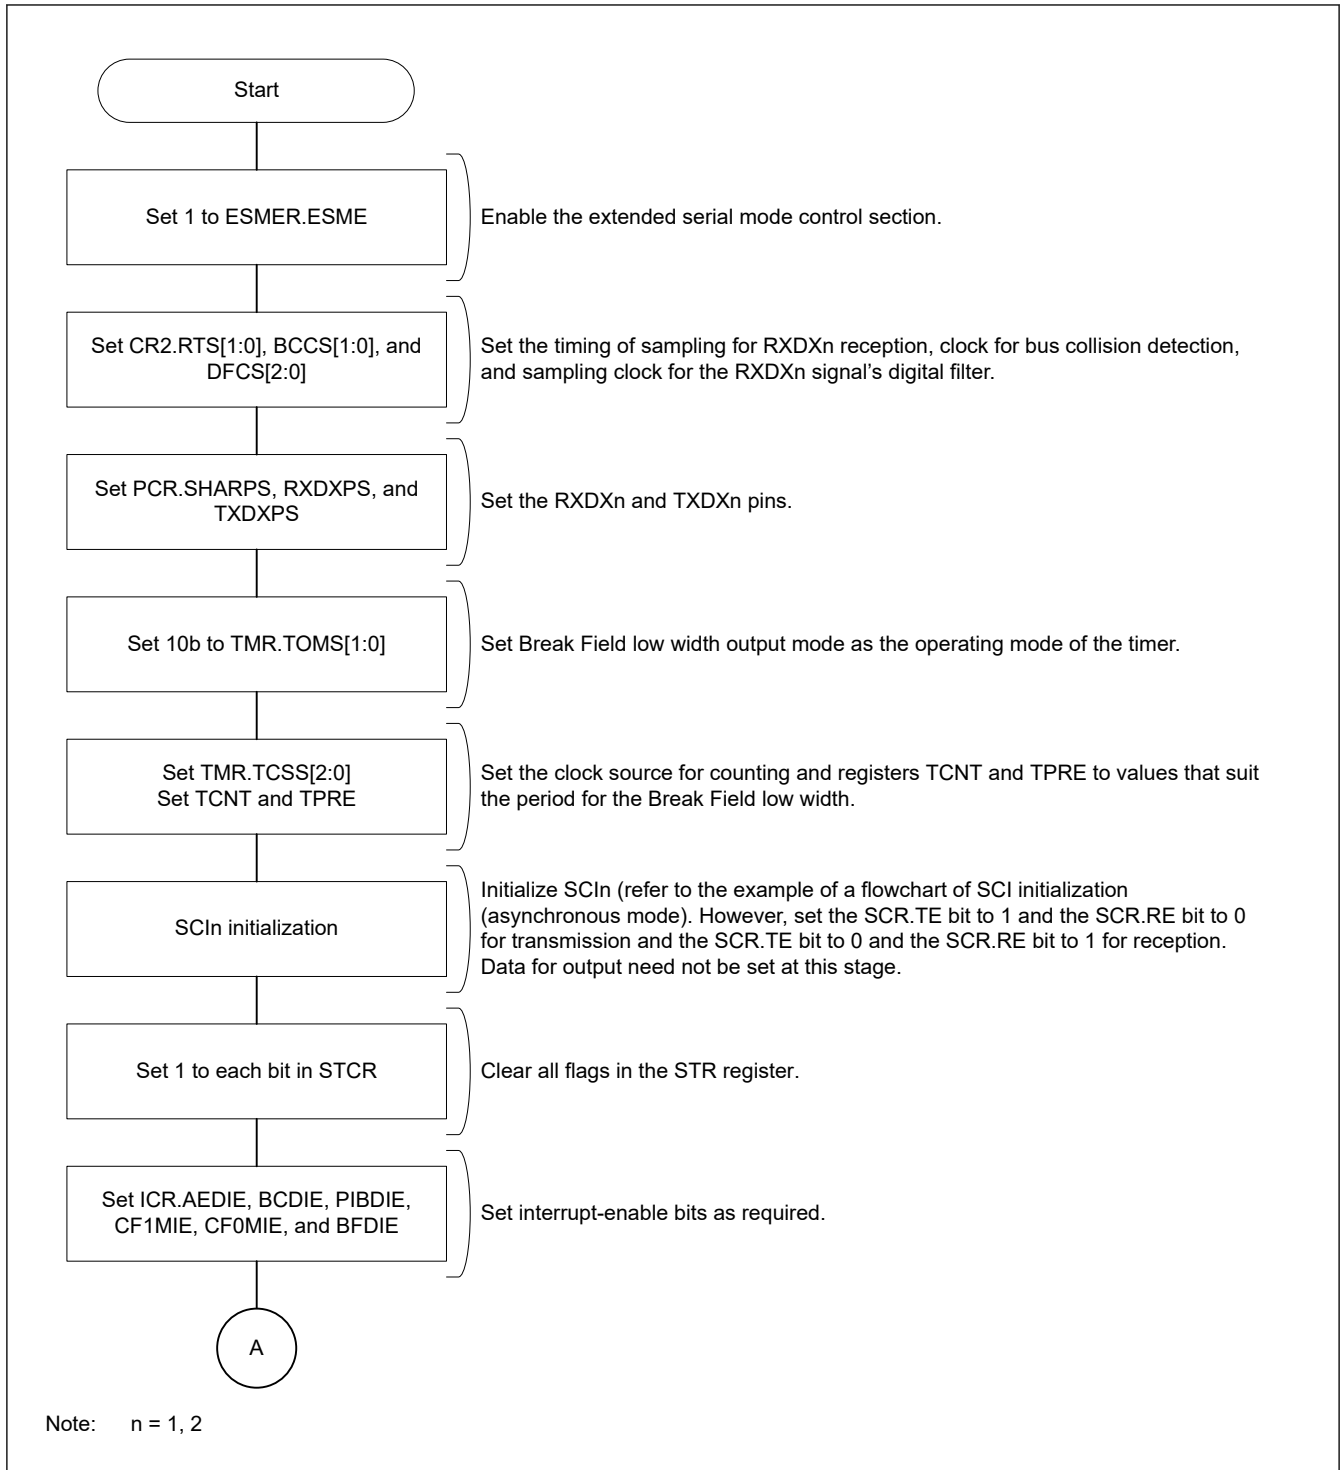 Start
Set 1 to ESMER.ESME
Enable the extended serial mode control section.
Set CR2.RTS[1:0], BCCS[1:0], and
DFCS[2:0]
Set the timing of sampling for RXDXn reception, clock for bus collision detection,
and sampling clock for the RXDXn signal’s digital filter.
Set PCR.SHARPS, RXDXPS, and
TXDXPS
Set the RXDXn and TXDXn pins.
Set 10b to TMR.TOMS[1:0]
Set Break Field low width output mode as the operating mode of the timer.
Set TMR.TCSS[2:0]
Set TCNT and TPRE
Set the clock source for counting and registers TCNT and TPRE to values that suit
the period for the Break Field low width.
SCIn initialization
Initialize SCIn (refer to the example of a flowchart of SCI initialization
(asynchronous mode). However, set the SCR.TE bit to 1 and the SCR.RE bit to 0
for transmission and the SCR.TE bit to 0 and the SCR.RE bit to 1 for reception.
Data for output need not be set at this stage.
Set 1 to each bit in STCR
Clear all flags in the STR register.
Set ICR.AEDIE, BCDIE, PIBDIE,
CF1MIE, CF0MIE, and BFDIE
Set interrupt-enable bits as required.
A
Note: n = 1, 2